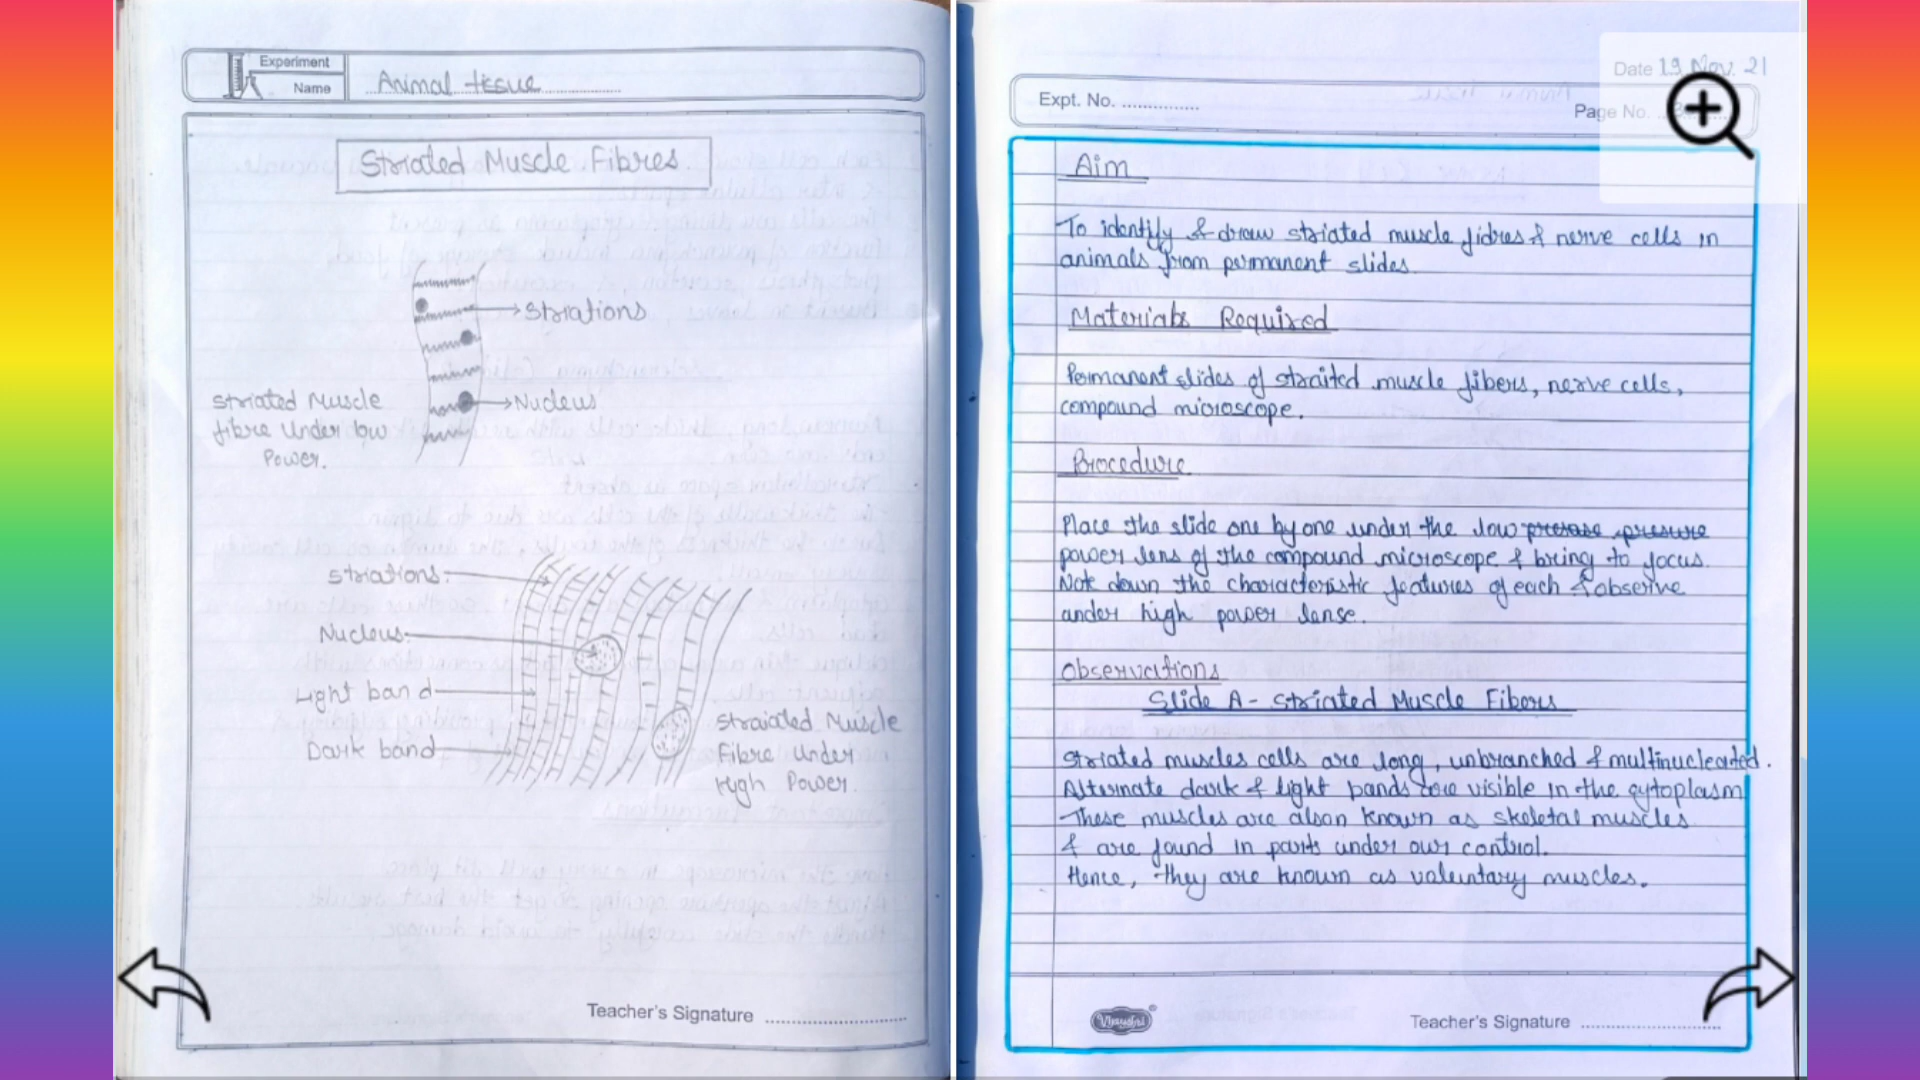 Experiment
Name
Animal tissue
Striated Muscle Fibres
Striations
Nucleus
Striated Muscle
fibre Under low
Power.
Striations:
Nucleus:
Light band
Dark band
Straiated Muscle
Fibre Under
High Power.
Teacher's Signature
Date 19 Nov. 21
Expt. No.
Page No.
Aim
To identify & draw striated muscle fidres & nerve cells in
animals from permanent slides.
Materials Required
Permanent slides of straited muscle fibers, nerve cells,
compound microscope.
Procedure
Place the slide one by one under the low presure
power lens of the compound microscope & bring to focus.
Note down the characteristic features of each & observe
under high power lense.
Observations
Slide A - Striated Muscle Fibers
Striated muscles cells are long, unbranched & multinucleated.
Alternate dark & light bands are visible in the cytoplasm
These muscles are alson known as skeletal muscles
& are found in parts under our control.
Hence, they are known as valuntary muscles.
Teacher's Signature